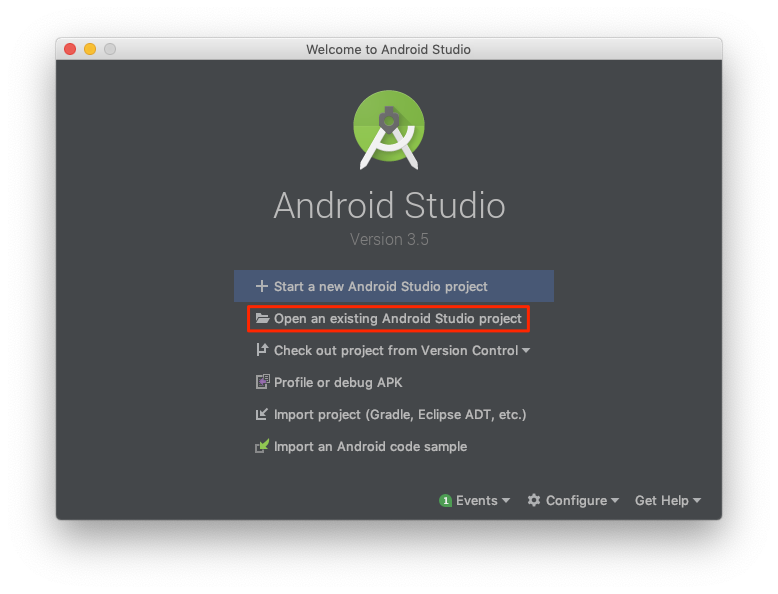 Welcome to Android Studio
Android Studio
Version 3.5
Start a new Android Studio project
Open an existing Android Studio project
Check out project from Version Control
Profile or debug APK
Import project (Gradle, Eclipse ADT, etc.)
Import an Android code sample
1 Events Configure Get Help